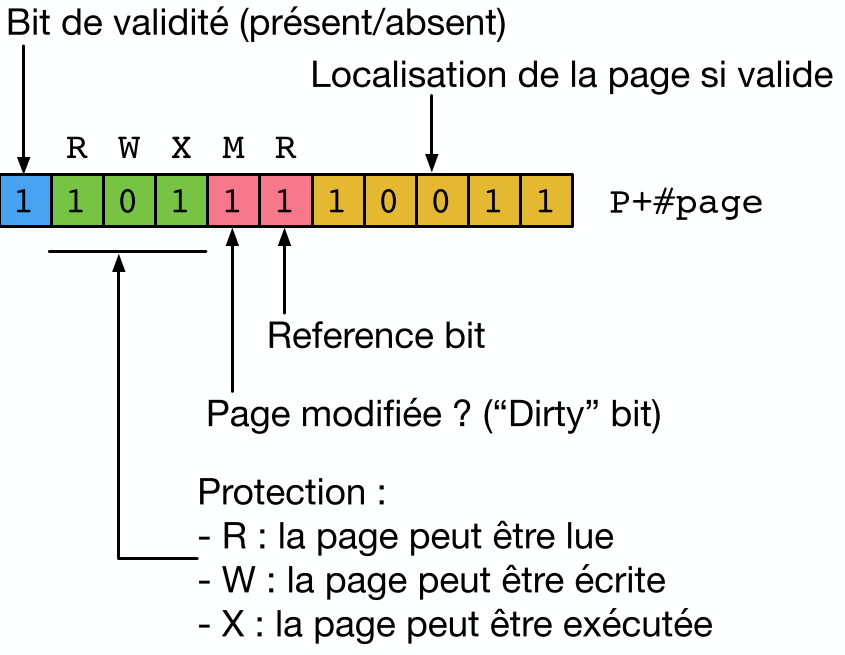 Bit de validité (présent/absent)
Localisation de la page si valide
R W X M R
1 1 0 1 1 1 1 0 0 1 1 P+#page
Reference bit
Page modifiée ? (“Dirty” bit)
Protection :
- R : la page peut être lue
- W : la page peut être écrite
- X : la page peut être exécutée